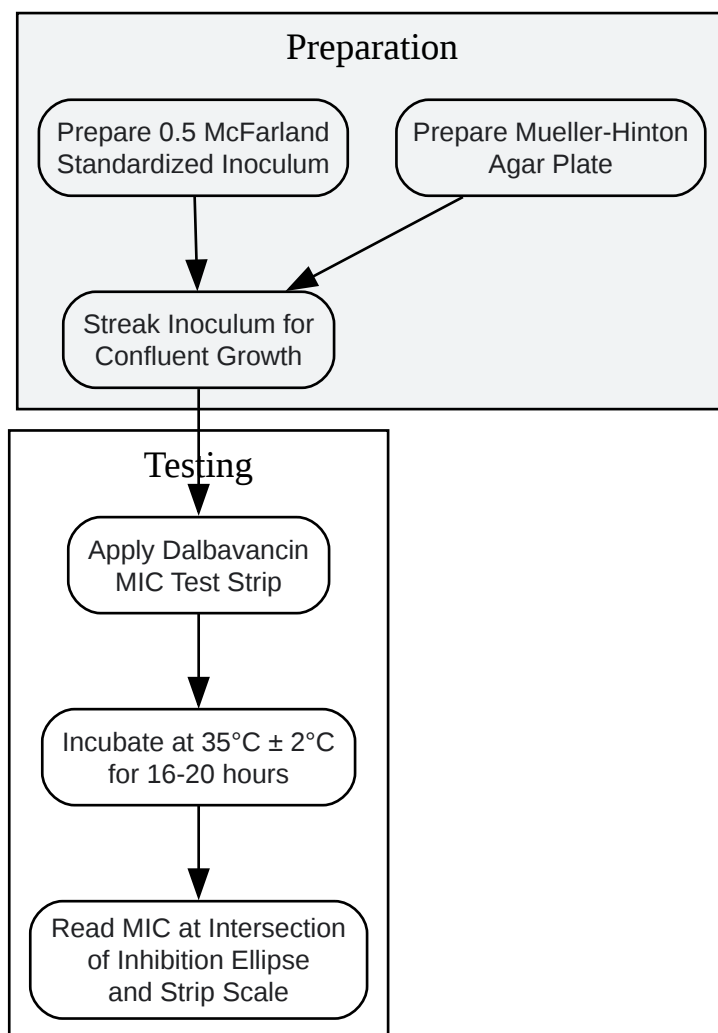 Preparation
Prepare 0.5 McFarland
Standardized Inoculum
Prepare Mueller-Hinton
Agar Plate
Streak Inoculum for
Confluent Growth
Testing
Apply Dalbavancin
MIC Test Strip
Incubate at 35°C ± 2°C
for 16-20 hours
Read MIC at Intersection
of Inhibition Ellipse
and Strip Scale